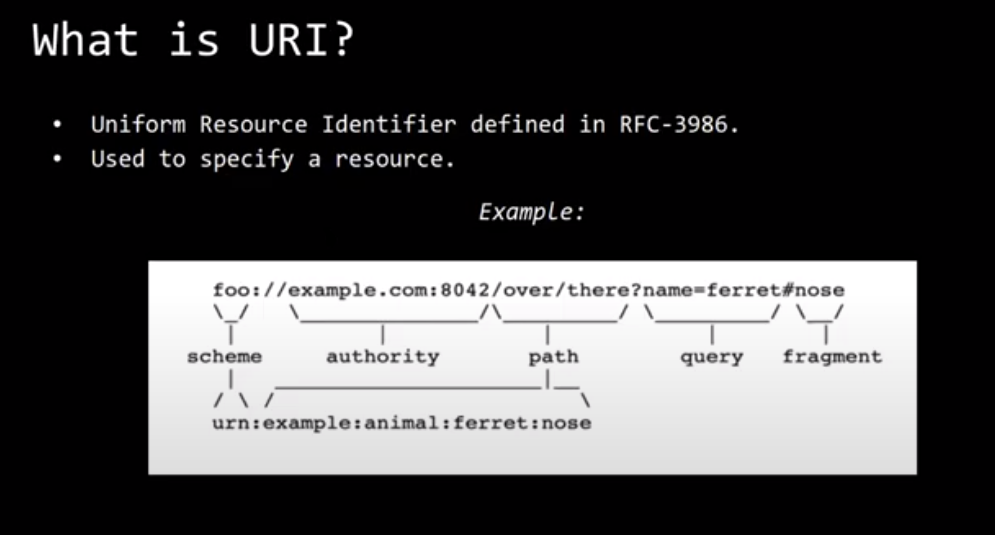 What is URI?
• Uniform Resource Identifier defined in RFC-3986.
• Used to specify a resource.
Example:
foo://example.com:8042/over/there?name=ferret#nose
scheme authority path query fragment
urn:example:animal:ferret:nose